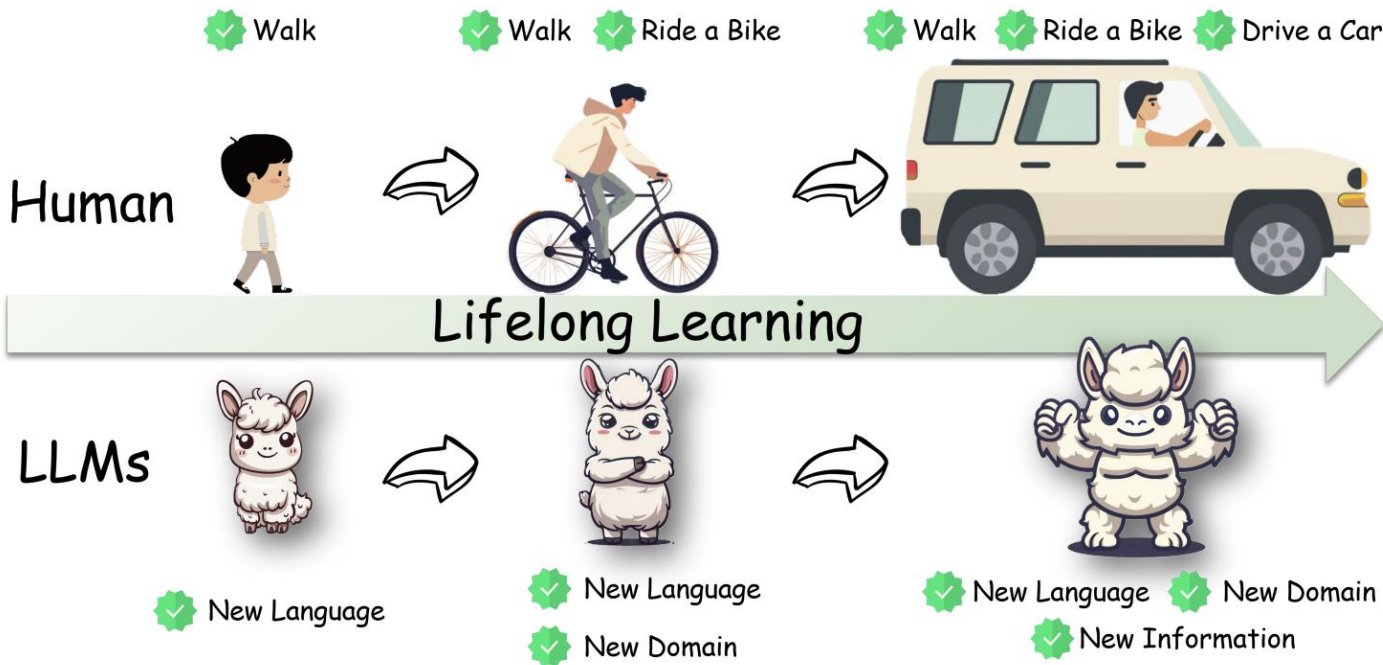 Walk
Walk Ride a Bike
Walk Ride a Bike Drive a Car
Human
Lifelong Learning
LLMs
New Language
New Language
New Domain
New Language New Domain
New Information